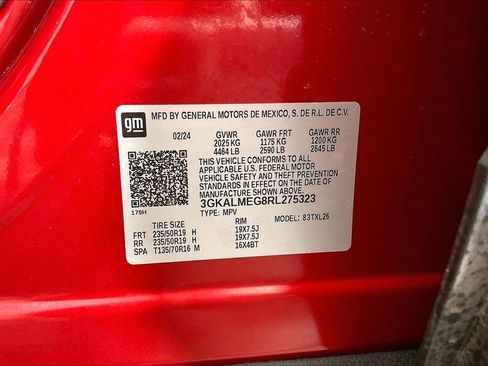 gm
MFD BY GENERAL MOTORS DE MEXICO, S. DE R.L. DE C.V.
02/24 GVWR GAWR FRT GAWR RR
2025 KG 1175 KG 1200 KG
4464 LB 2590 LB 2645 LB
THIS VEHICLE CONFORMS TO ALL
APPLICABLE U.S. FEDERAL MOTOR
VEHICLE SAFETY, BUMPER, AND THEFT
PREVENTION STANDARDS IN EFFECT
ON THE DATE OF
MANUFACTURE SHOWN ABOVE.
3GKALMEG8RL275323
170H TYPE: MPV MODEL: 83TXL26
TIRE SIZE RIM
FRT 235/50R19 H 19X7.5J
RR 235/50R19 H 19X7.5J
SPA T135/70R16 M 16X4BT